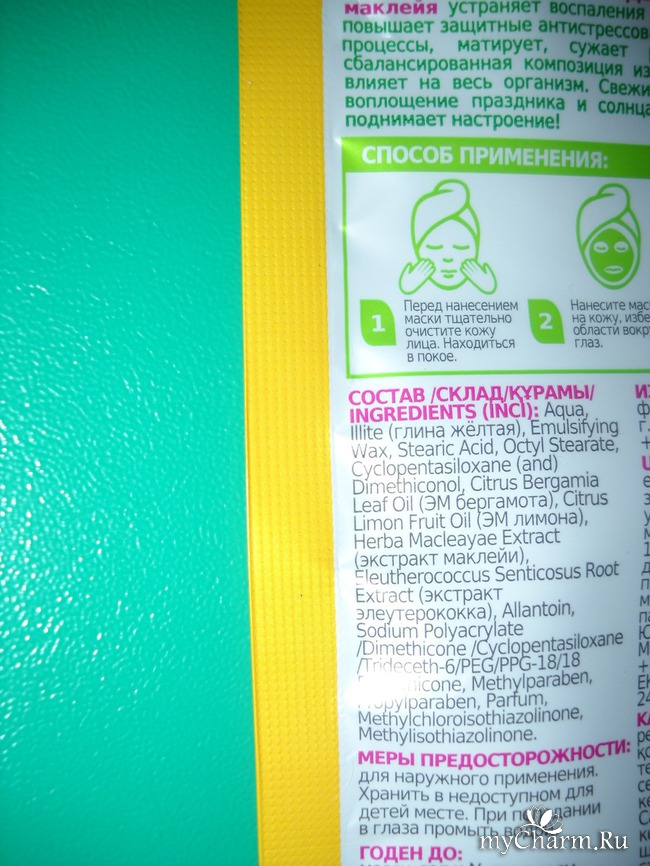 маклейя устраняет воспаления
повышает защитные антистрессов
процессы, матирует, сужает
сбалансированная композиция из
влияет на весь организм. Свежи
воплощение праздника и солнца
поднимает настроение!
СПОСОБ ПРИМЕНЕНИЯ:
1
Перед нанесением
маски тщательно
очистите кожу
лица. Находиться
в покое.
2
Нанесите мас
на кожу, избе
области вокру
глаз.
СОСТАВ /СКЛАД/ҚҰРАМЫ/
INGREDIENTS (INCI): Aqua,
Illite (глина жёлтая), Emulsifying
Wax, Stearic Acid, Octyl Stearate,
Cyclopentasiloxane (and)
Dimethiconol, Citrus Bergamia
Leaf Oil (ЭМ бергамота), Citrus
Limon Fruit Oil (ЭМ лимона),
Herba Macleayae Extract
(экстракт маклейи),
Eleutherococcus Senticosus Root
Extract (экстракт
элеутерококка), Allantoin,
Sodium Polyacrylate
/Dimethicone /Cyclopentasiloxane
/Trideceth-6/PEG/PPG-18/18
Methylparaben,
Propylparaben, Parfum,
Methylchloroisothiazolinone,
Methylisothiazolinone.
МЕРЫ ПРЕДОСТОРОЖНОСТИ:
для наружного применения.
Хранить в недоступном для
детей месте. При попадании
в глаза промыть
ГОДЕН ДО:
myCharm.Ru